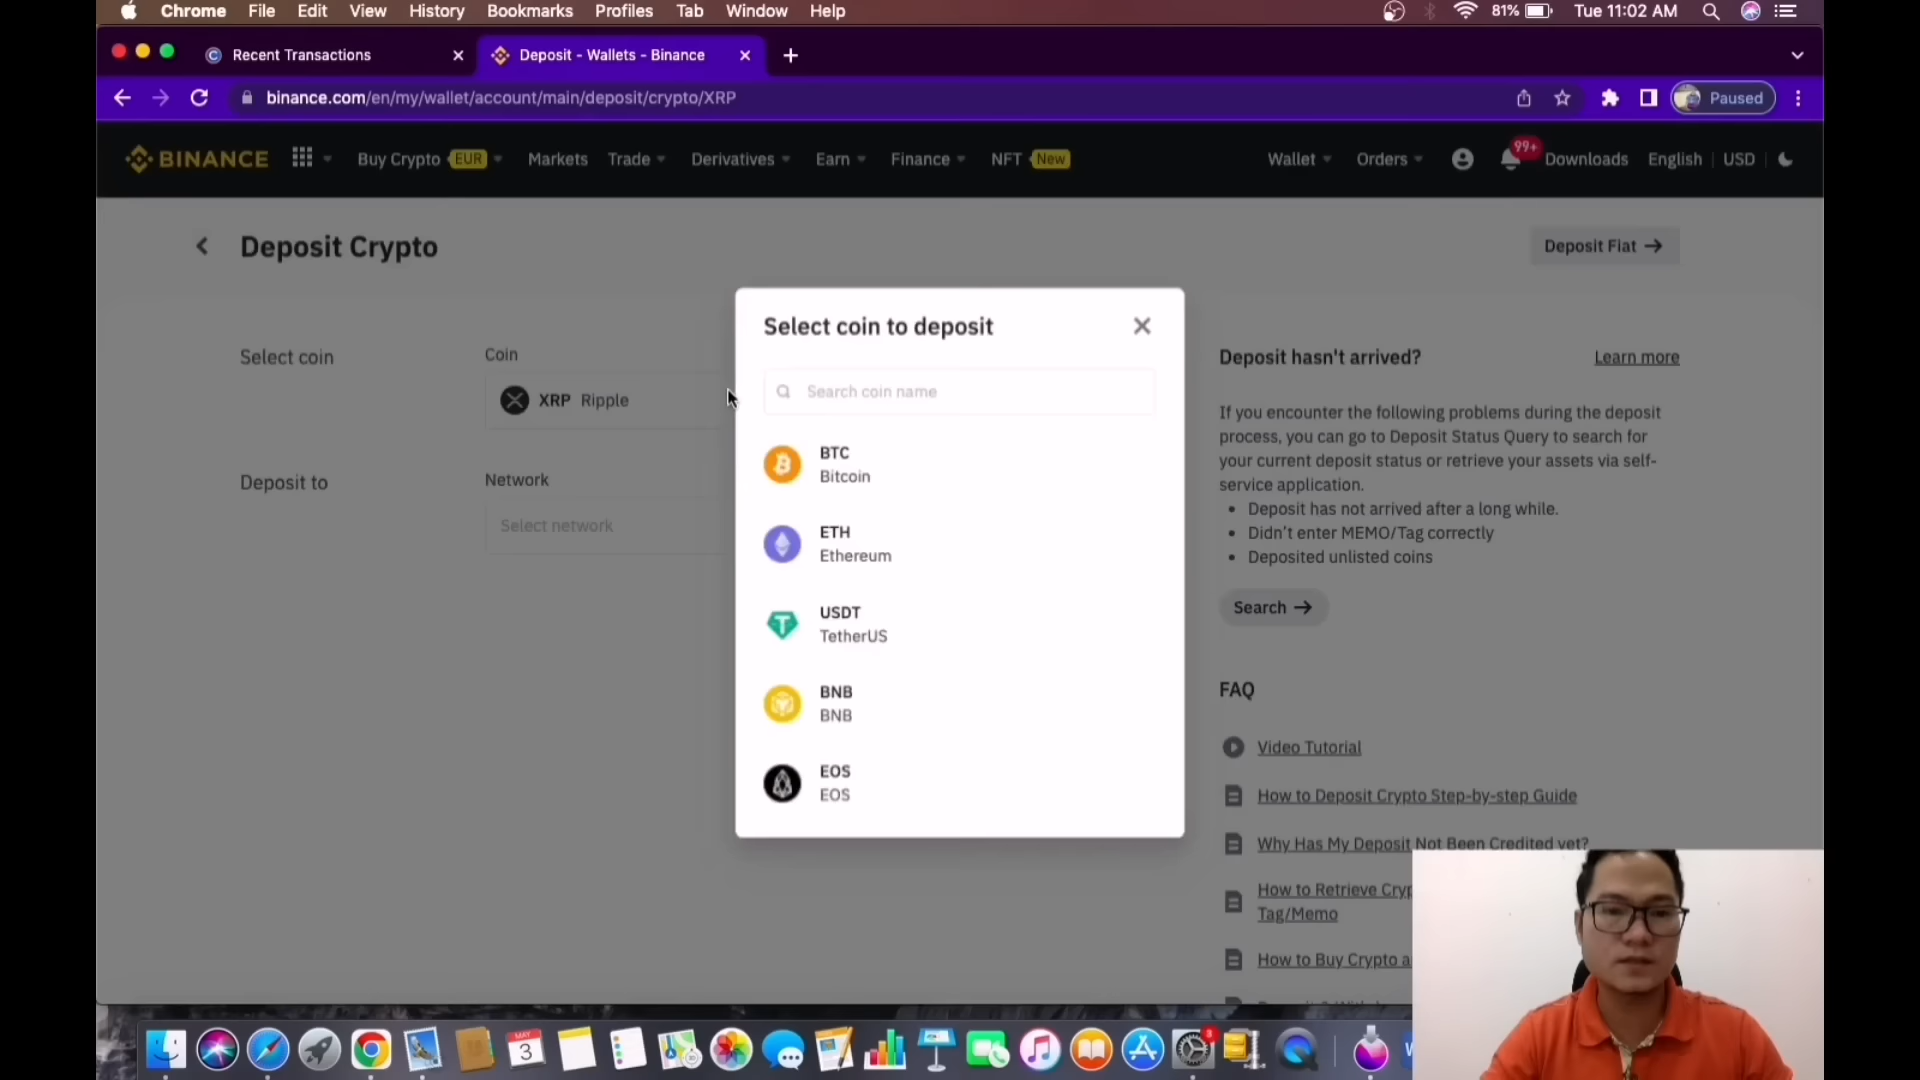 Chrome File Edit View History Bookmarks Profiles Tab Window Help 81% Tue 11:02 AM
Recent Transactions
Deposit - Wallets - Binance
binance.com/en/my/wallet/account/main/deposit/crypto/XRP
Paused
BINANCE Buy Crypto EUR Markets Trade Derivatives Earn Finance NFT New Wallet Orders 99+ Downloads English USD
Deposit Crypto
Deposit Fiat
Select coin
Coin
XRP Ripple
Deposit to
Network
Select network
Select coin to deposit
Search coin name
BTC
Bitcoin
ETH
Ethereum
USDT
TetherUS
BNB
BNB
EOS
EOS
Deposit hasn't arrived?
Learn more
If you encounter the following problems during the deposit
process, you can go to Deposit Status Query to search for
your current deposit status or retrieve your assets via self-
service application.
Deposit has not arrived after a long while.
Didn't enter MEMO/Tag correctly
Deposited unlisted coins
Search
FAQ
Video Tutorial
How to Deposit Crypto Step-by-step Guide
Why Has My Deposit Not Been Credited yet?
How to Retrieve Cryp
Tag/Memo
How to Buy Crypto a
MAY
3
3